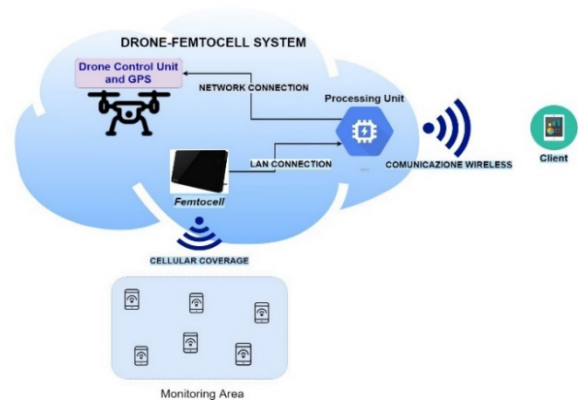 DRONE-FEMTOCELL SYSTEM
Drone Control Unit
and GPS
NETWORK CONNECTION
Processing Unit
LAN CONNECTION
COMUNICAZIONE WIRELESS
Client
Femtocell
CELLULAR COVERAGE
Monitoring Area